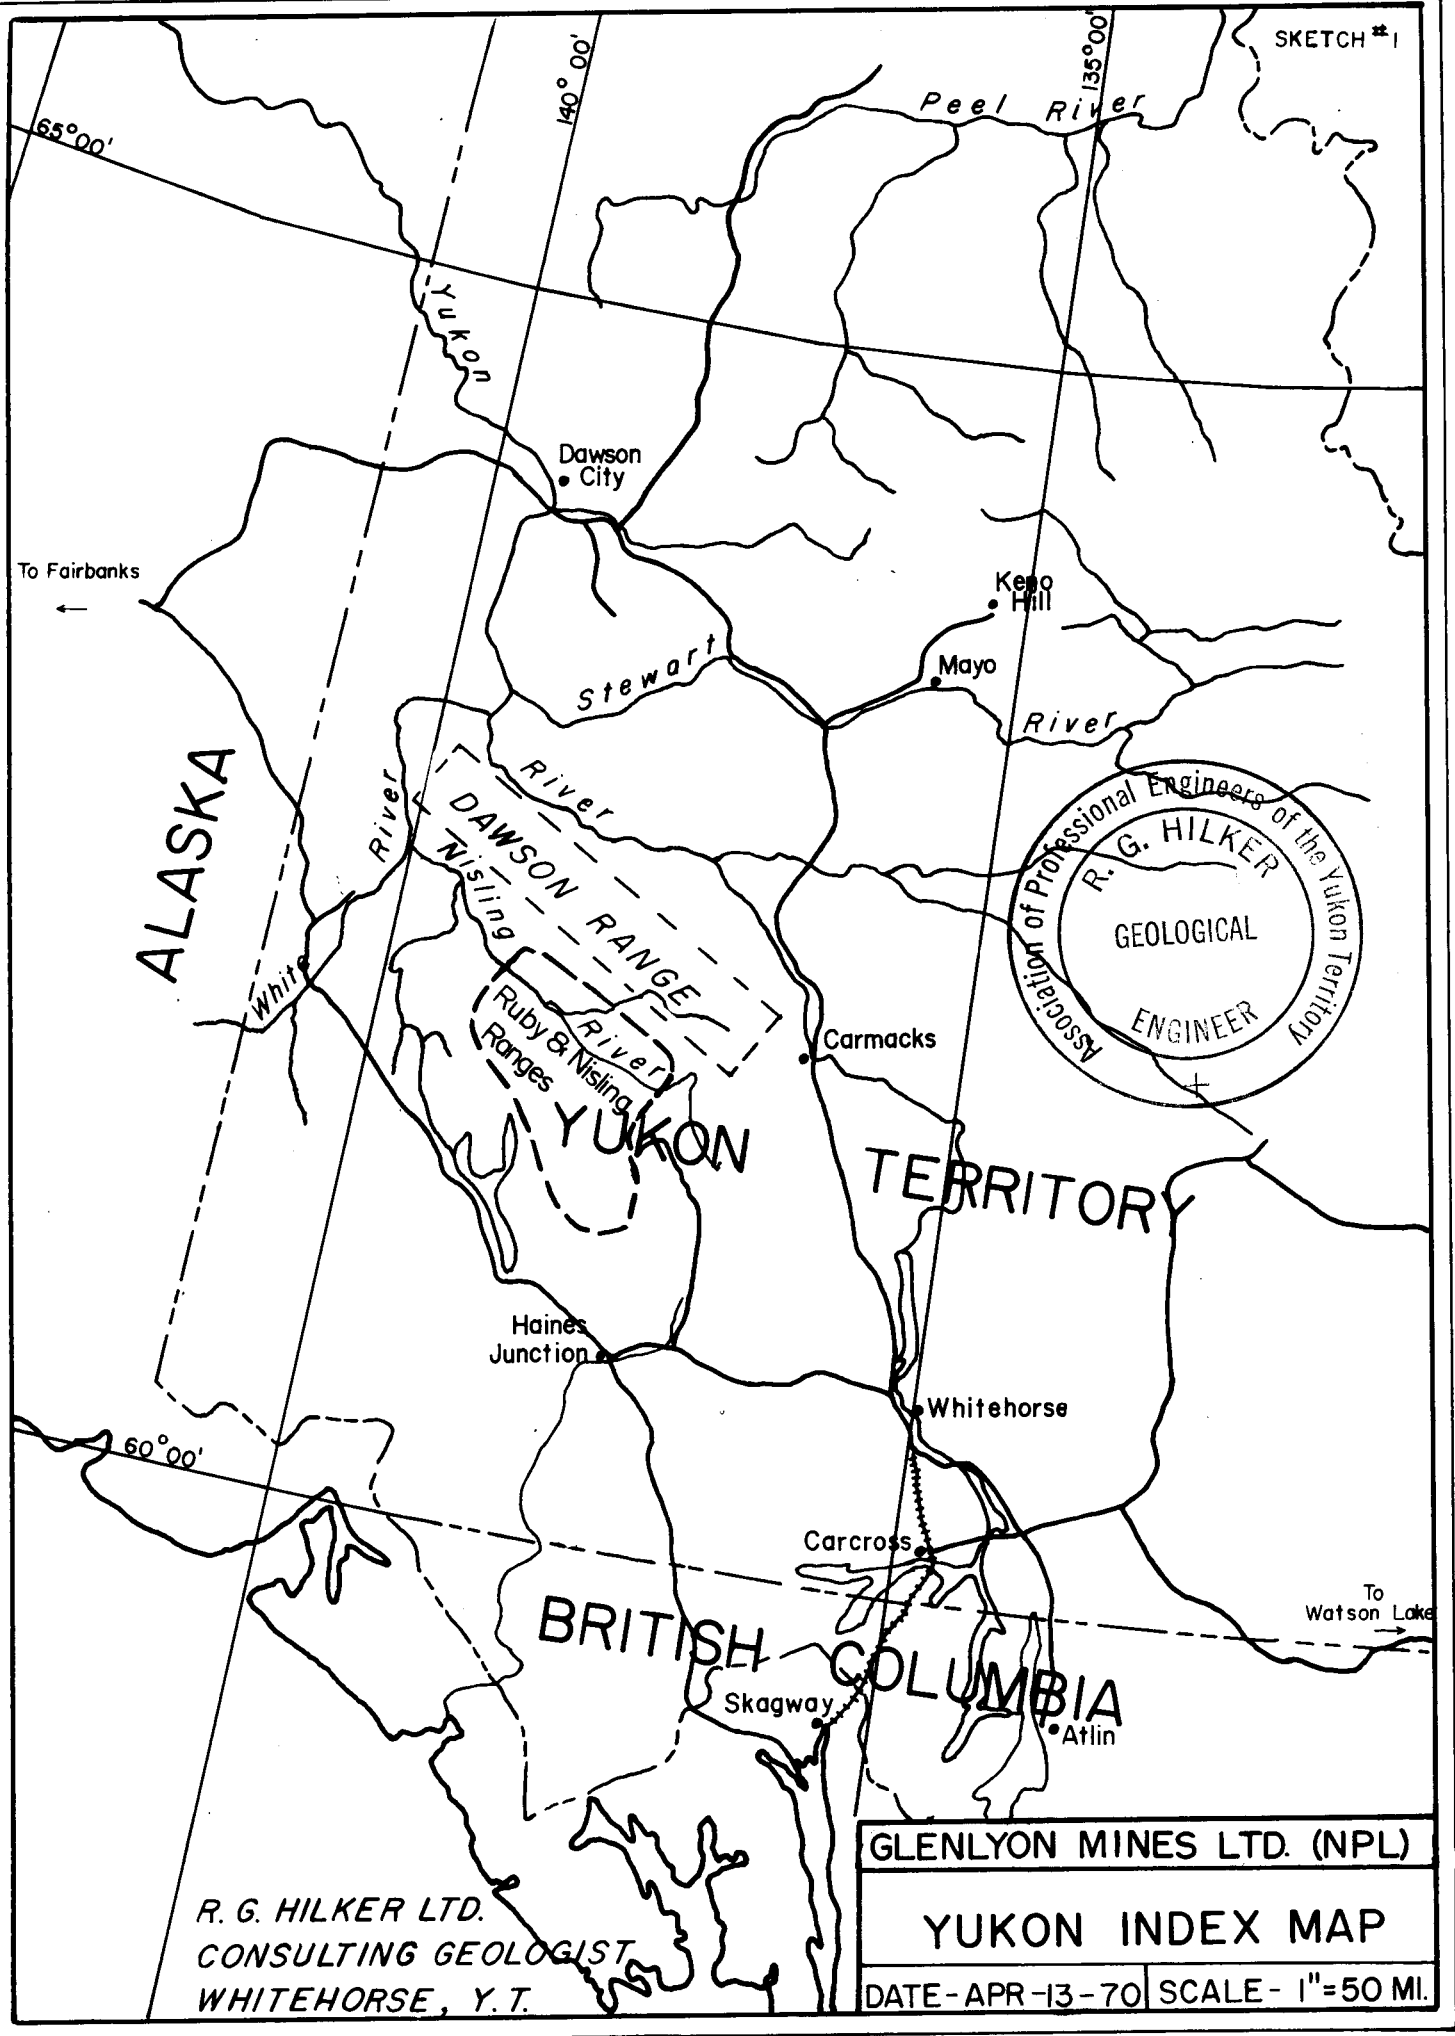 SKETCH #1
140° 00'
135°00'
65°00'
Peel River
Yukon
Dawson
City
To Fairbanks
←
Keno
Hill
Mayo
Stewart
River
River
River
DAWSON RANGE
Nisling
ALASKA
White
Association of Professional Engineers of the Yukon Territory
R. G. HILKER
GEOLOGICAL
ENGINEER
Ruby & Nisling
Ranges
River
Carmacks
YUKON TERRITORY
Haines
Junction
Whitehorse
60°00'
Carcross
To
Watson Lake
→
BRITISH COLUMBIA
Skagway
Atlin
GLENLYON MINES LTD. (NPL)
YUKON INDEX MAP
DATE-APR-13-70 SCALE- 1"=50 MI.
R. G. HILKER LTD.
CONSULTING GEOLOGIST
WHITEHORSE, Y.T.